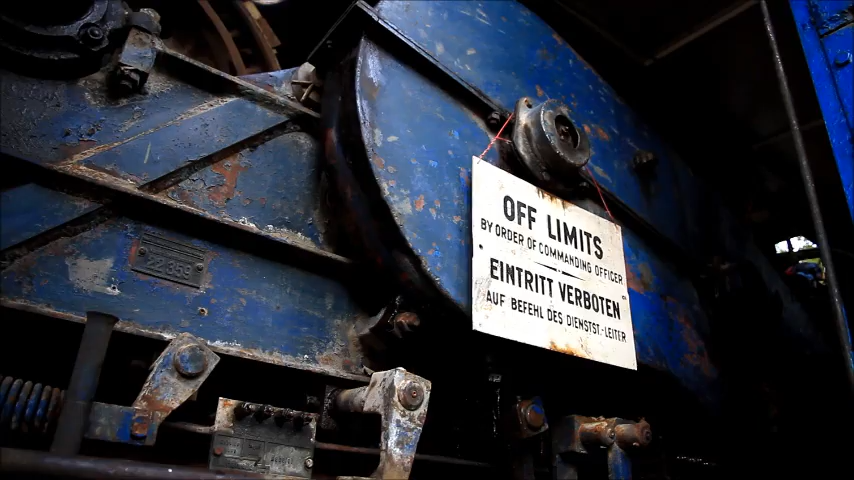 OFF LIMITS
BY ORDER OF COMMANDING OFFICER
EINTRITT VERBOTEN
AUF BEFEHL DES DIENSTST.-LEITER